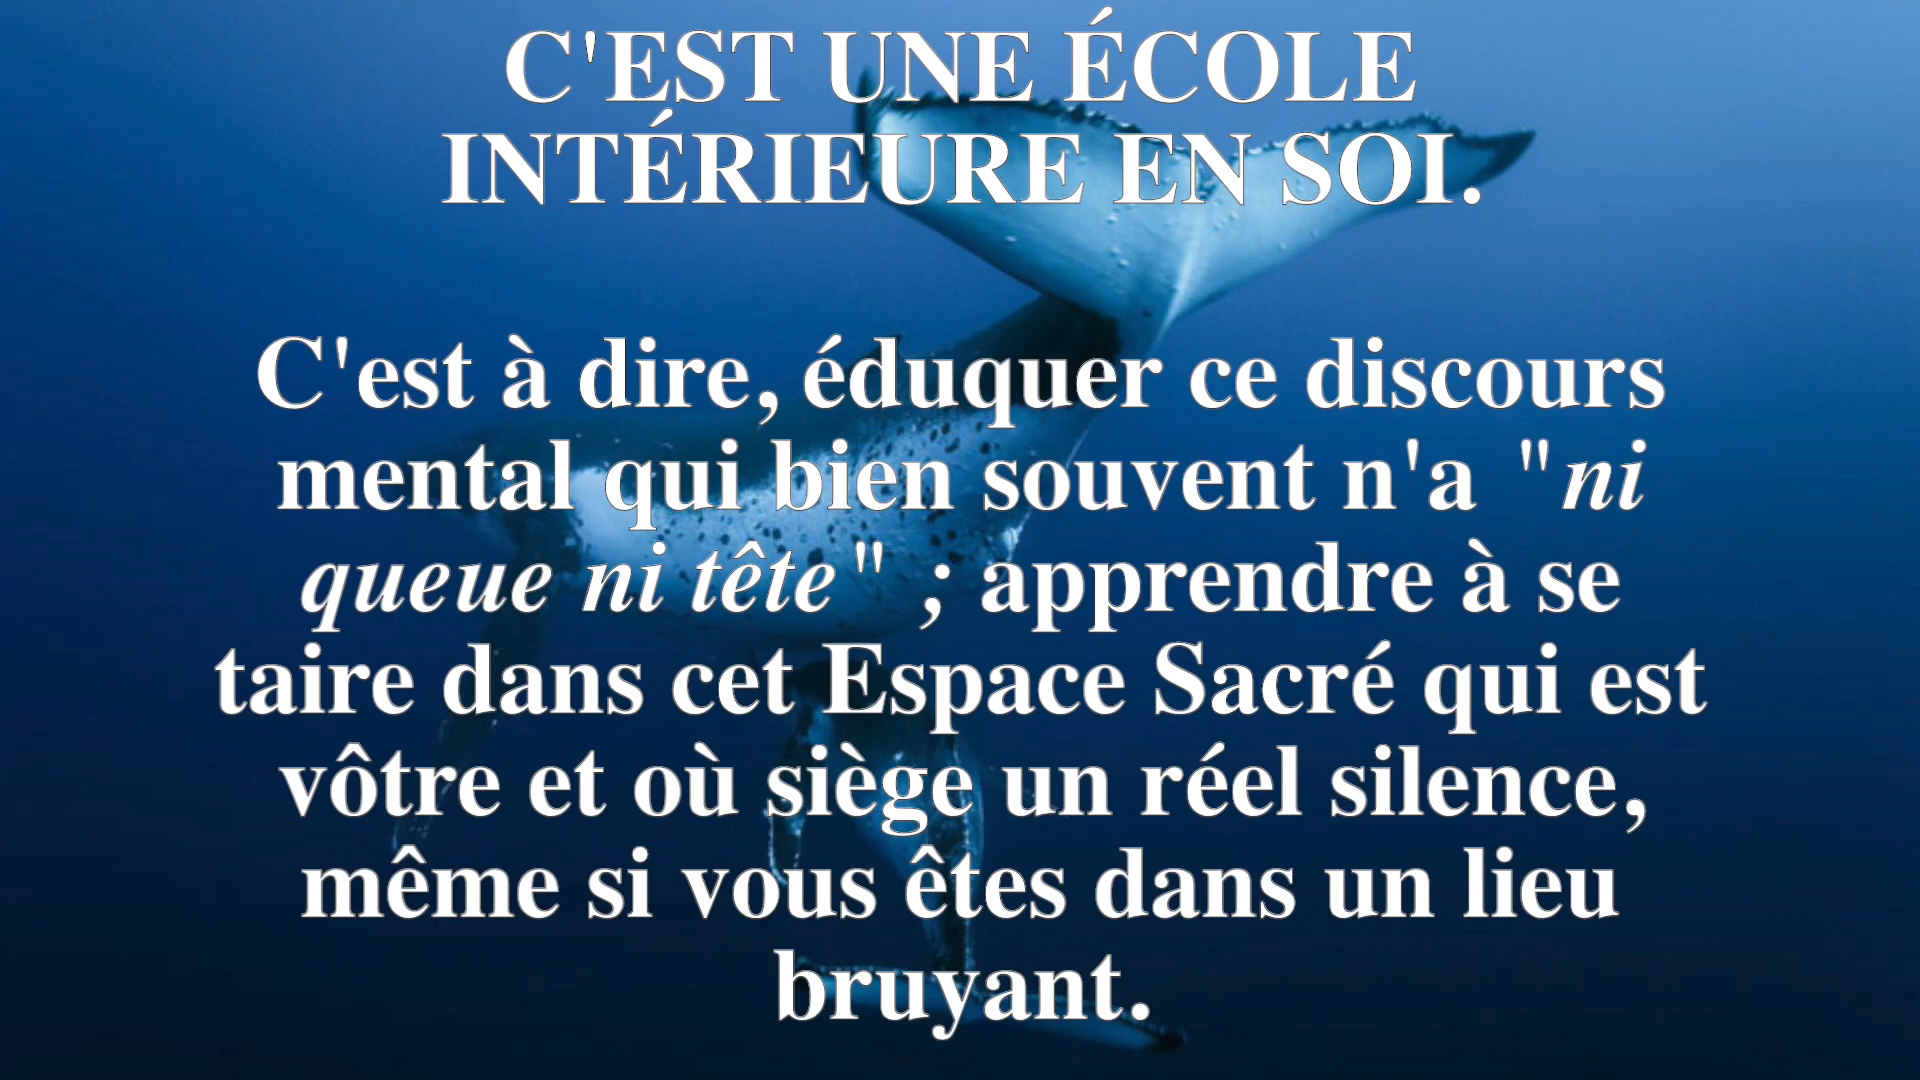 C'EST UNE ÉCOLE
INTÉRIEURE EN SOI.
C'est à dire, éduquer ce discours
mental qui bien souvent n'a "ni
queue ni tête" ; apprendre à se
taire dans cet Espace Sacré qui est
vôtre et où siège un réel silence,
même si vous êtes dans un lieu
bruyant.